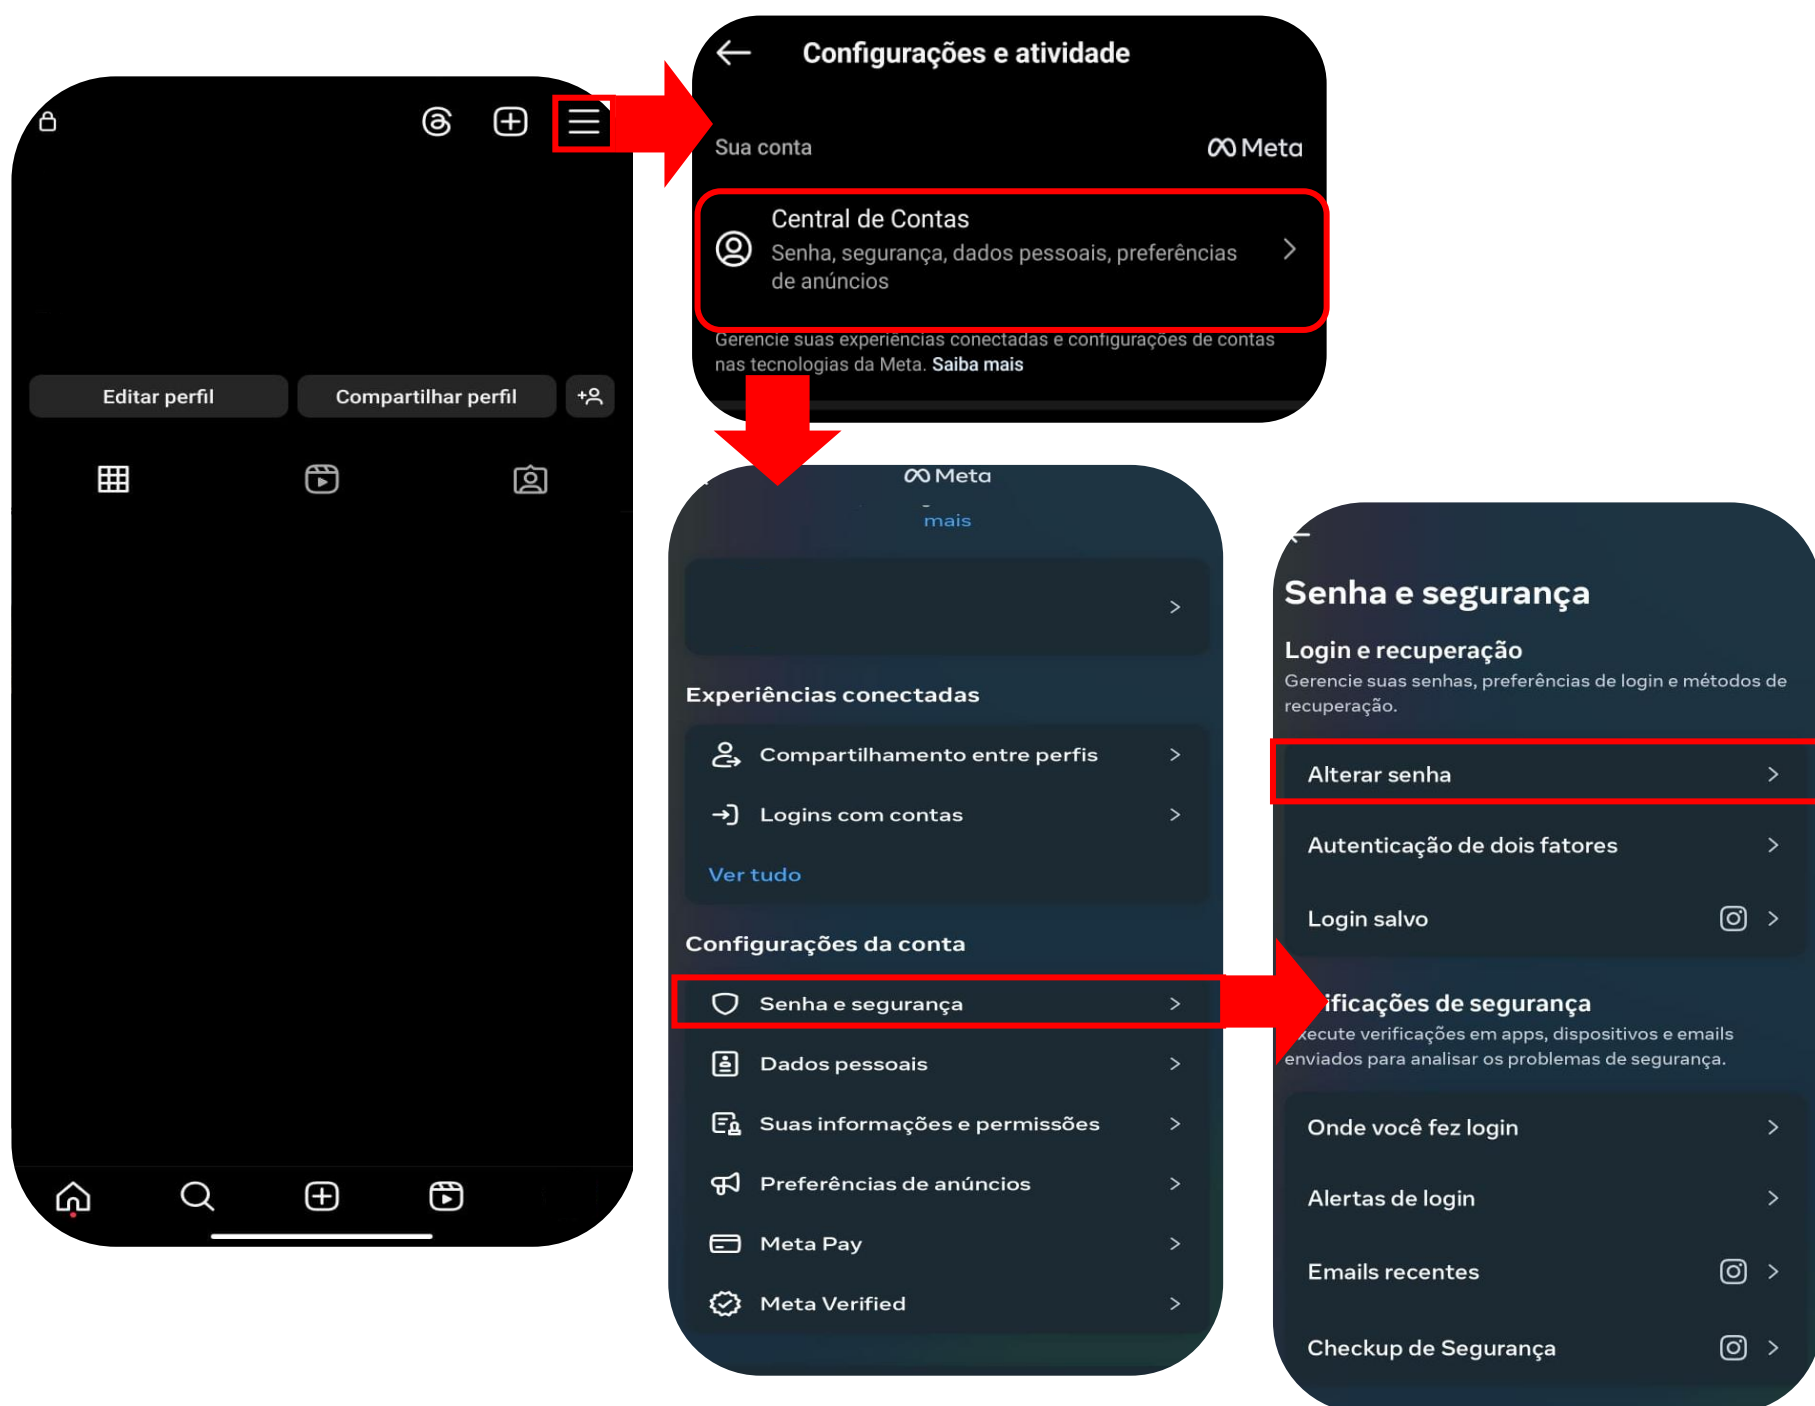 Editar perfil
Compartilhar perfil
Configurações e atividade
Sua conta
Meta
Central de Contas
Senha, segurança, dados pessoais, preferências
de anúncios
Gerencie suas experiências conectadas e configurações de contas
nas tecnologias da Meta. Saiba mais
Meta
mais
Experiências conectadas
Compartilhamento entre perfis
Logins com contas
Ver tudo
Configurações da conta
Senha e segurança
Dados pessoais
Suas informações e permissões
Preferências de anúncios
Meta Pay
Meta Verified
Senha e segurança
Login e recuperação
Gerencie suas senhas, preferências de login e métodos de
recuperação.
Alterar senha
Autenticação de dois fatores
Login salvo
ificações de segurança
xecute verificações em apps, dispositivos e emails
enviados para analisar os problemas de segurança.
Onde você fez login
Alertas de login
Emails recentes
Checkup de Segurança